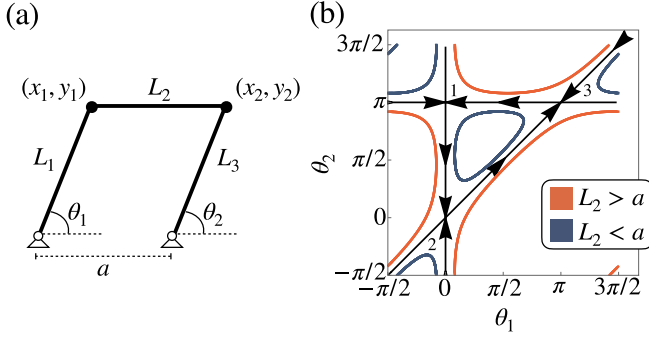 (a)
(x₁, y₁)
L₂
(x₂, y₂)
L₁
L₃
θ₁
θ₂
a
(b)
3π/2
π
π/2
0
−π/2
θ₂
1
3
2
L₂ > a
L₂ < a
−π/2
0
π/2
π
3π/2
θ₁